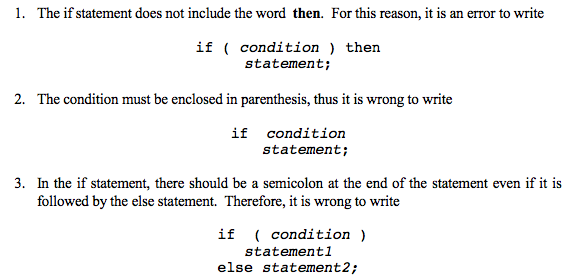 1. The if statement does not include the word then. For this reason, it is an error to write
if ( condition ) then
statement;
2. The condition must be enclosed in parenthesis, thus it is wrong to write
if condition
statement;
3. In the if statement, there should be a semicolon at the end of the statement even if it is
followed by the else statement. Therefore, it is wrong to write
if ( condition )
statement1
else statement2;